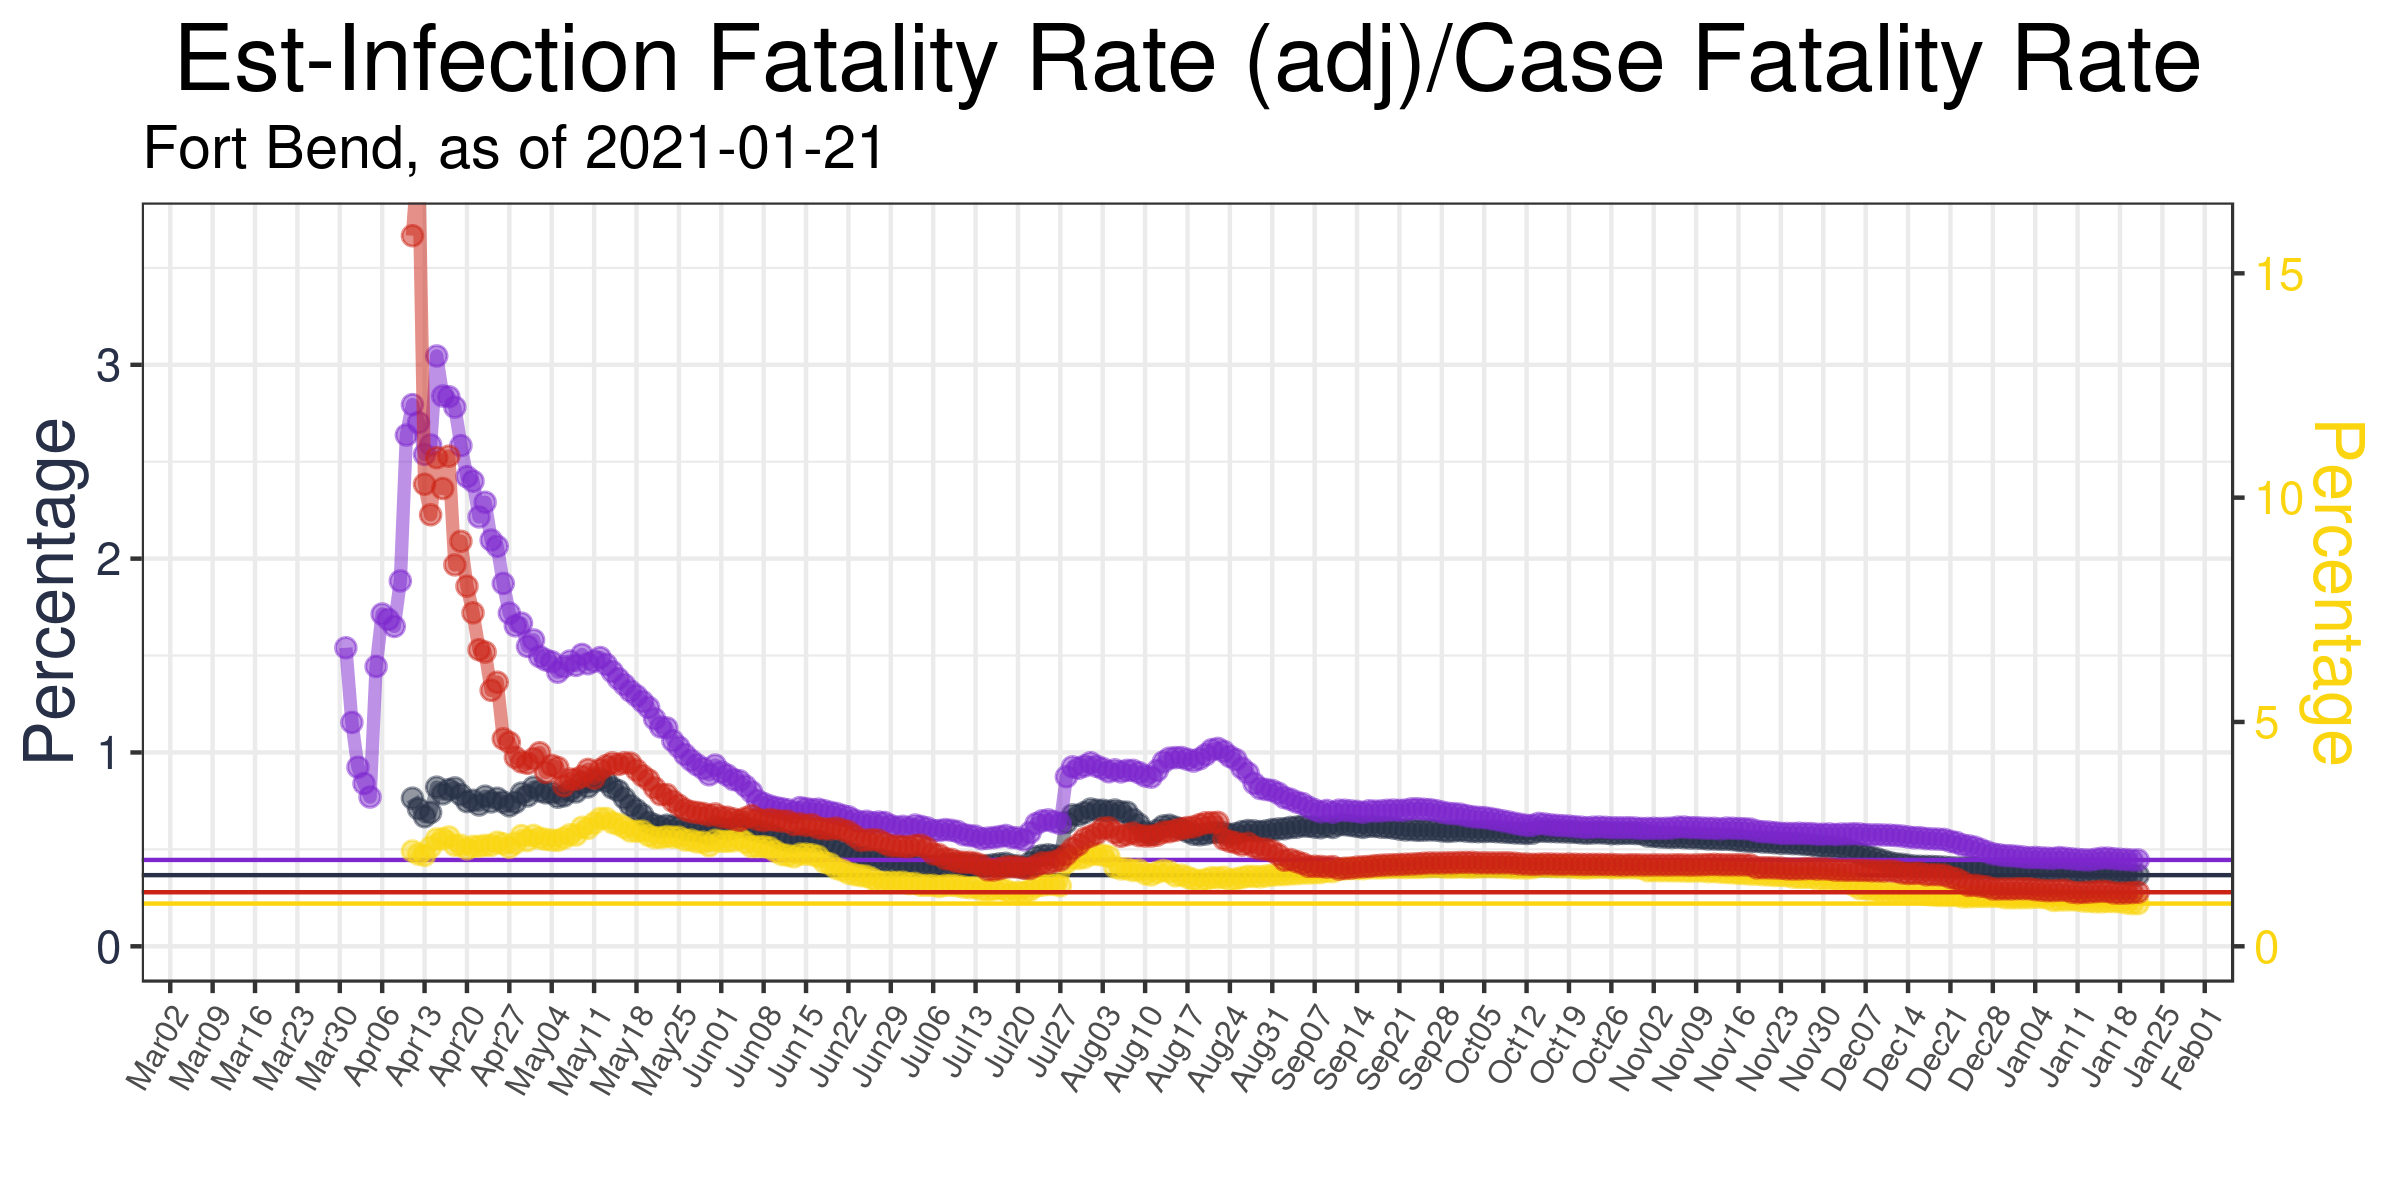 Est-Infection Fatality Rate (adj)/Case Fatality Rate
Fort Bend, as of 2021-01-21
Percentage
3
2
1
0
15
10
5
0
Percentage
Mar02
Mar09
Mar16
Mar23
Mar30
Apr06
Apr13
Apr20
Apr27
May04
May11
May18
May25
Jun01
Jun08
Jun15
Jun22
Jun29
Jul06
Jul13
Jul20
Jul27
Aug03
Aug10
Aug17
Aug24
Aug31
Sep07
Sep14
Sep21
Sep28
Oct05
Oct12
Oct19
Oct26
Nov02
Nov09
Nov16
Nov23
Nov30
Dec07
Dec14
Dec21
Dec28
Jan04
Jan11
Jan18
Jan25
Feb01